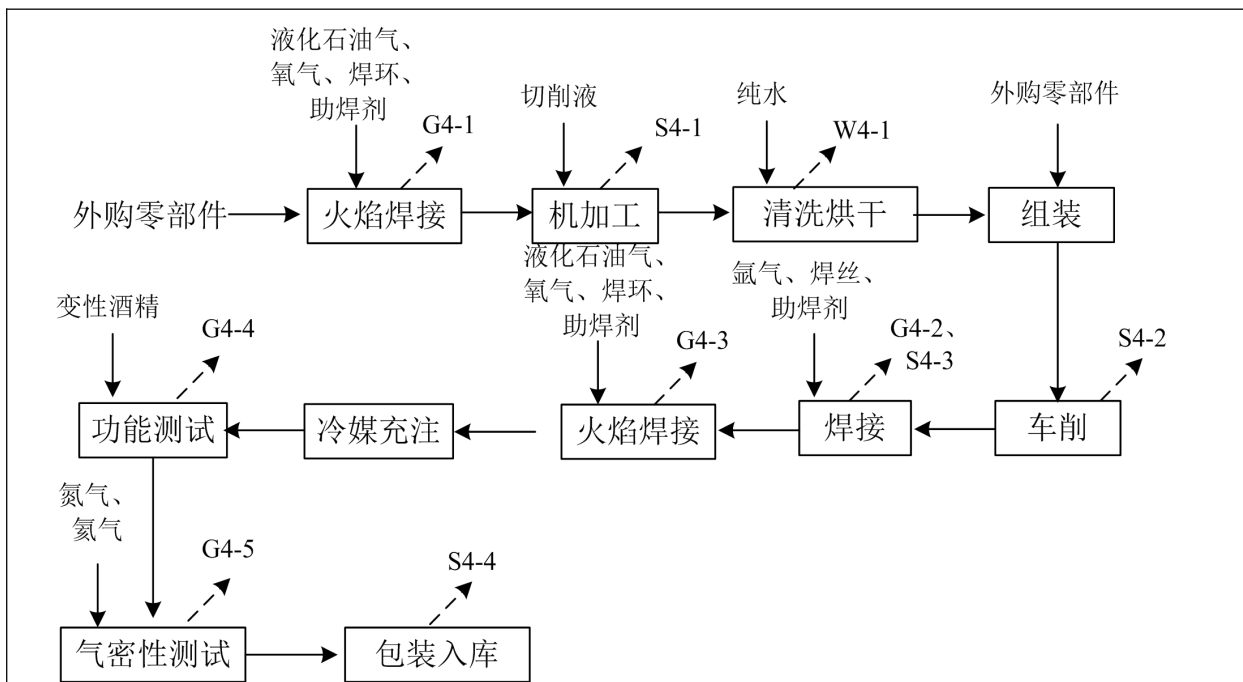 液化石油气、
氧气、焊环、
助焊剂
G4-1
切削液
S4-1
纯水
W4-1
外购零部件
外购零部件
火焰焊接
机加工
清洗烘干
组装
变性酒精
G4-4
液化石油气、
氧气、焊环、
助焊剂
G4-3
氩气、焊丝、
助焊剂
G4-2、
S4-3
S4-2
功能测试
冷媒充注
火焰焊接
焊接
车削
氮气、
氦气
G4-5
S4-4
气密性测试
包装入库